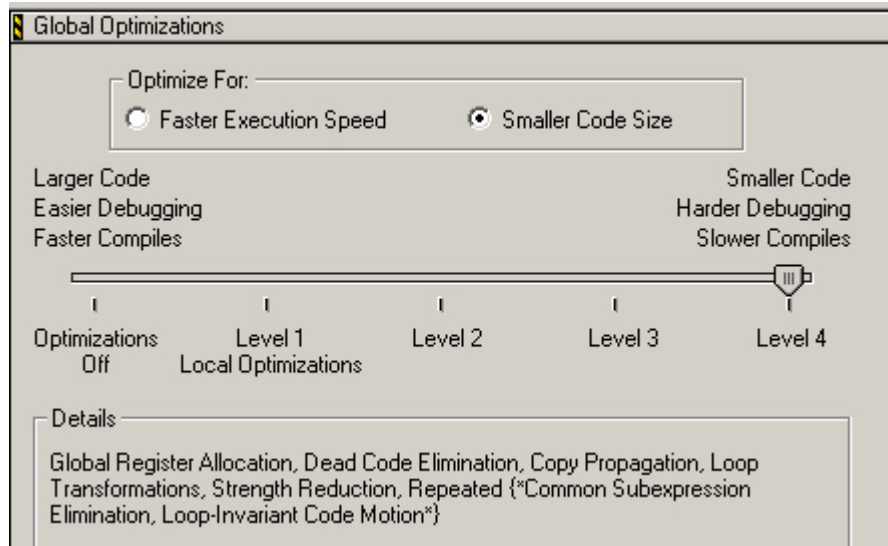 Global Optimizations
Optimize For:
Faster Execution Speed Smaller Code Size
Larger Code Smaller Code
Easier Debugging Harder Debugging
Faster Compiles Slower Compiles
Optimizations Level 1 Level 2 Level 3 Level 4
Off Local Optimizations
Details
Global Register Allocation, Dead Code Elimination, Copy Propagation, Loop
Transformations, Strength Reduction, Repeated {*Common Subexpression
Elimination, Loop-Invariant Code Motion*}